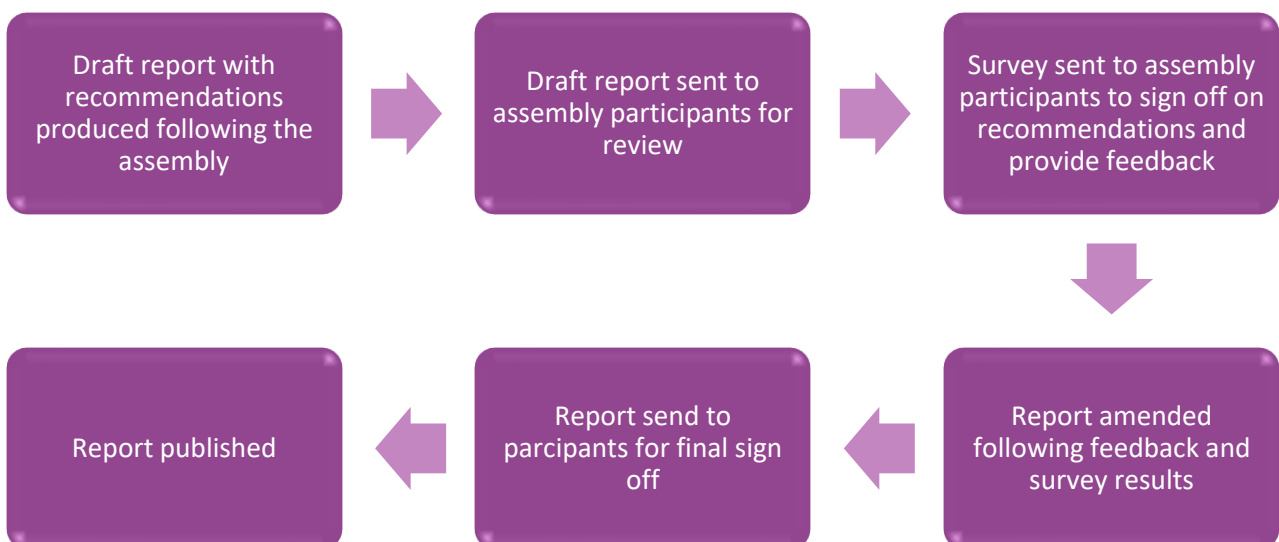 Draft report with
recommendations
produced following the
assembly
Draft report sent to
assembly participants for
review
Survey sent to assembly
participants to sign off on
recommendations and
provide feedback
Report amended
following feedback and
survey results
Report send to
parcipants for final sign
off
Report published